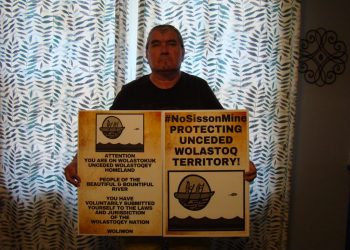 ATTENTION
YOU ARE ON WOLASTOKUK
UNCEDED WOLASTOQEY
HOMELAND
PEOPLE OF THE
BEAUTIFUL & BOUNTIFUL
RIVER
YOU HAVE
VOLUNTARILY SUBMITTED
YOURSELF TO THE LAWS
AND JURISDICTION
OF THE
WOLASTOQEY NATION
WOLIWON
#NoSissonMine
PROTECTING
UNCEDED
WOLASTOQ
TERRITORY!